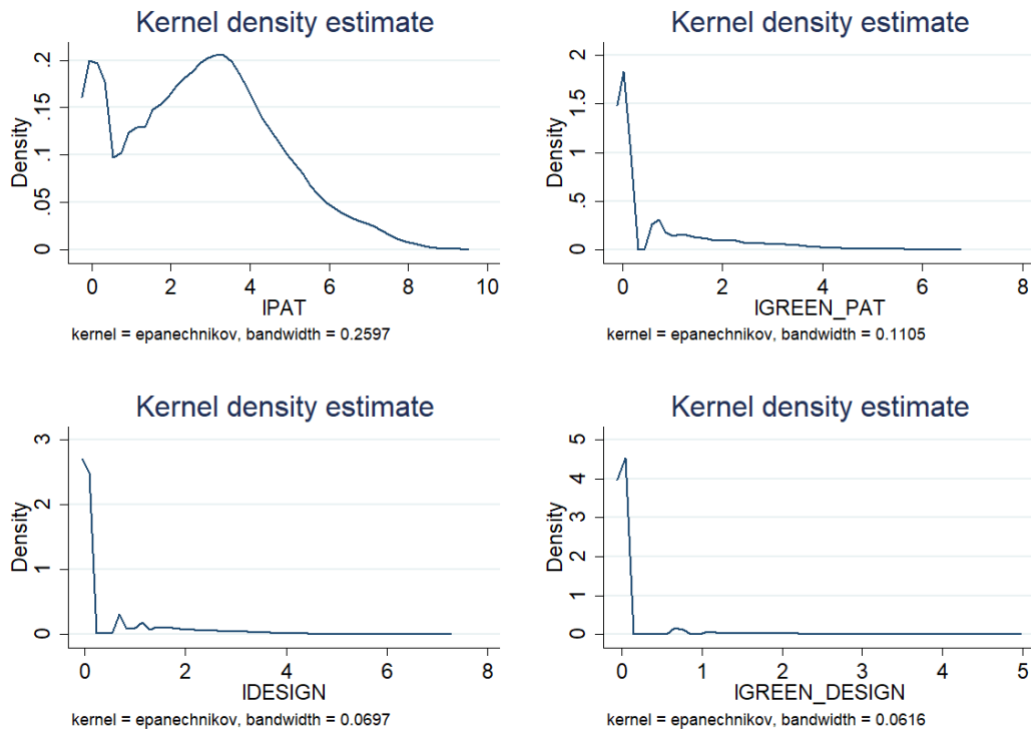 Kernel density estimate
.2
.15
.1
.05
0
Density
0 2 4 6 8 10
lPAT
kernel = epanechnikov, bandwidth = 0.2597
Kernel density estimate
2
1.5
1
.5
0
Density
0 2 4 6 8
lGREEN_PAT
kernel = epanechnikov, bandwidth = 0.1105
Kernel density estimate
3
2
1
0
Density
0 2 4 6 8
lDESIGN
kernel = epanechnikov, bandwidth = 0.0697
Kernel density estimate
5
4
3
2
1
0
Density
0 1 2 3 4 5
lGREEN_DESIGN
kernel = epanechnikov, bandwidth = 0.0616